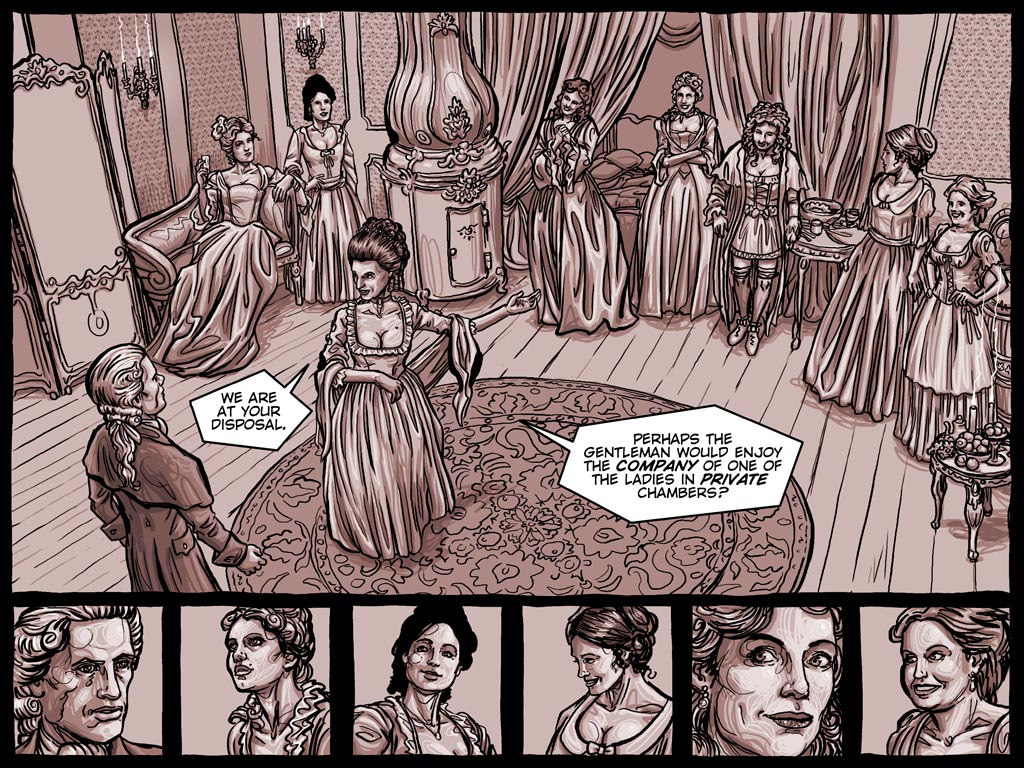 WE ARE
AT YOUR
DISPOSAL.
PERHAPS THE
GENTLEMAN WOULD ENJOY
THE COMPANY OF ONE OF
THE LADIES IN PRIVATE
CHAMBERS?